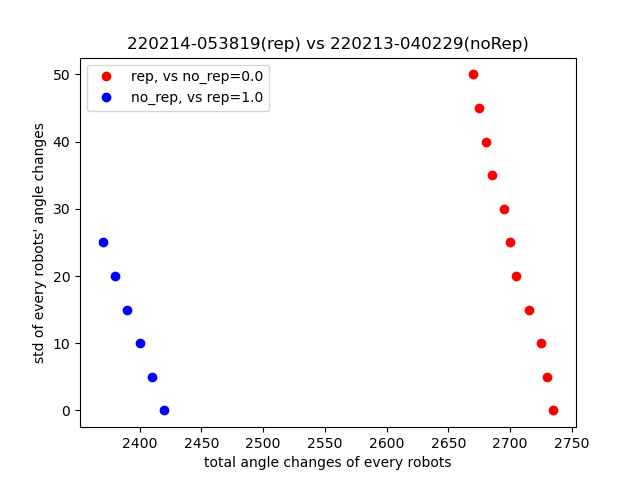 220214-053819(rep) vs 220213-040229(noRep)
rep, vs no_rep=0.0
no_rep, vs rep=1.0
std of every robots' angle changes
50
40
30
20
10
0
2400 2450 2500 2550 2600 2650 2700 2750
total angle changes of every robots